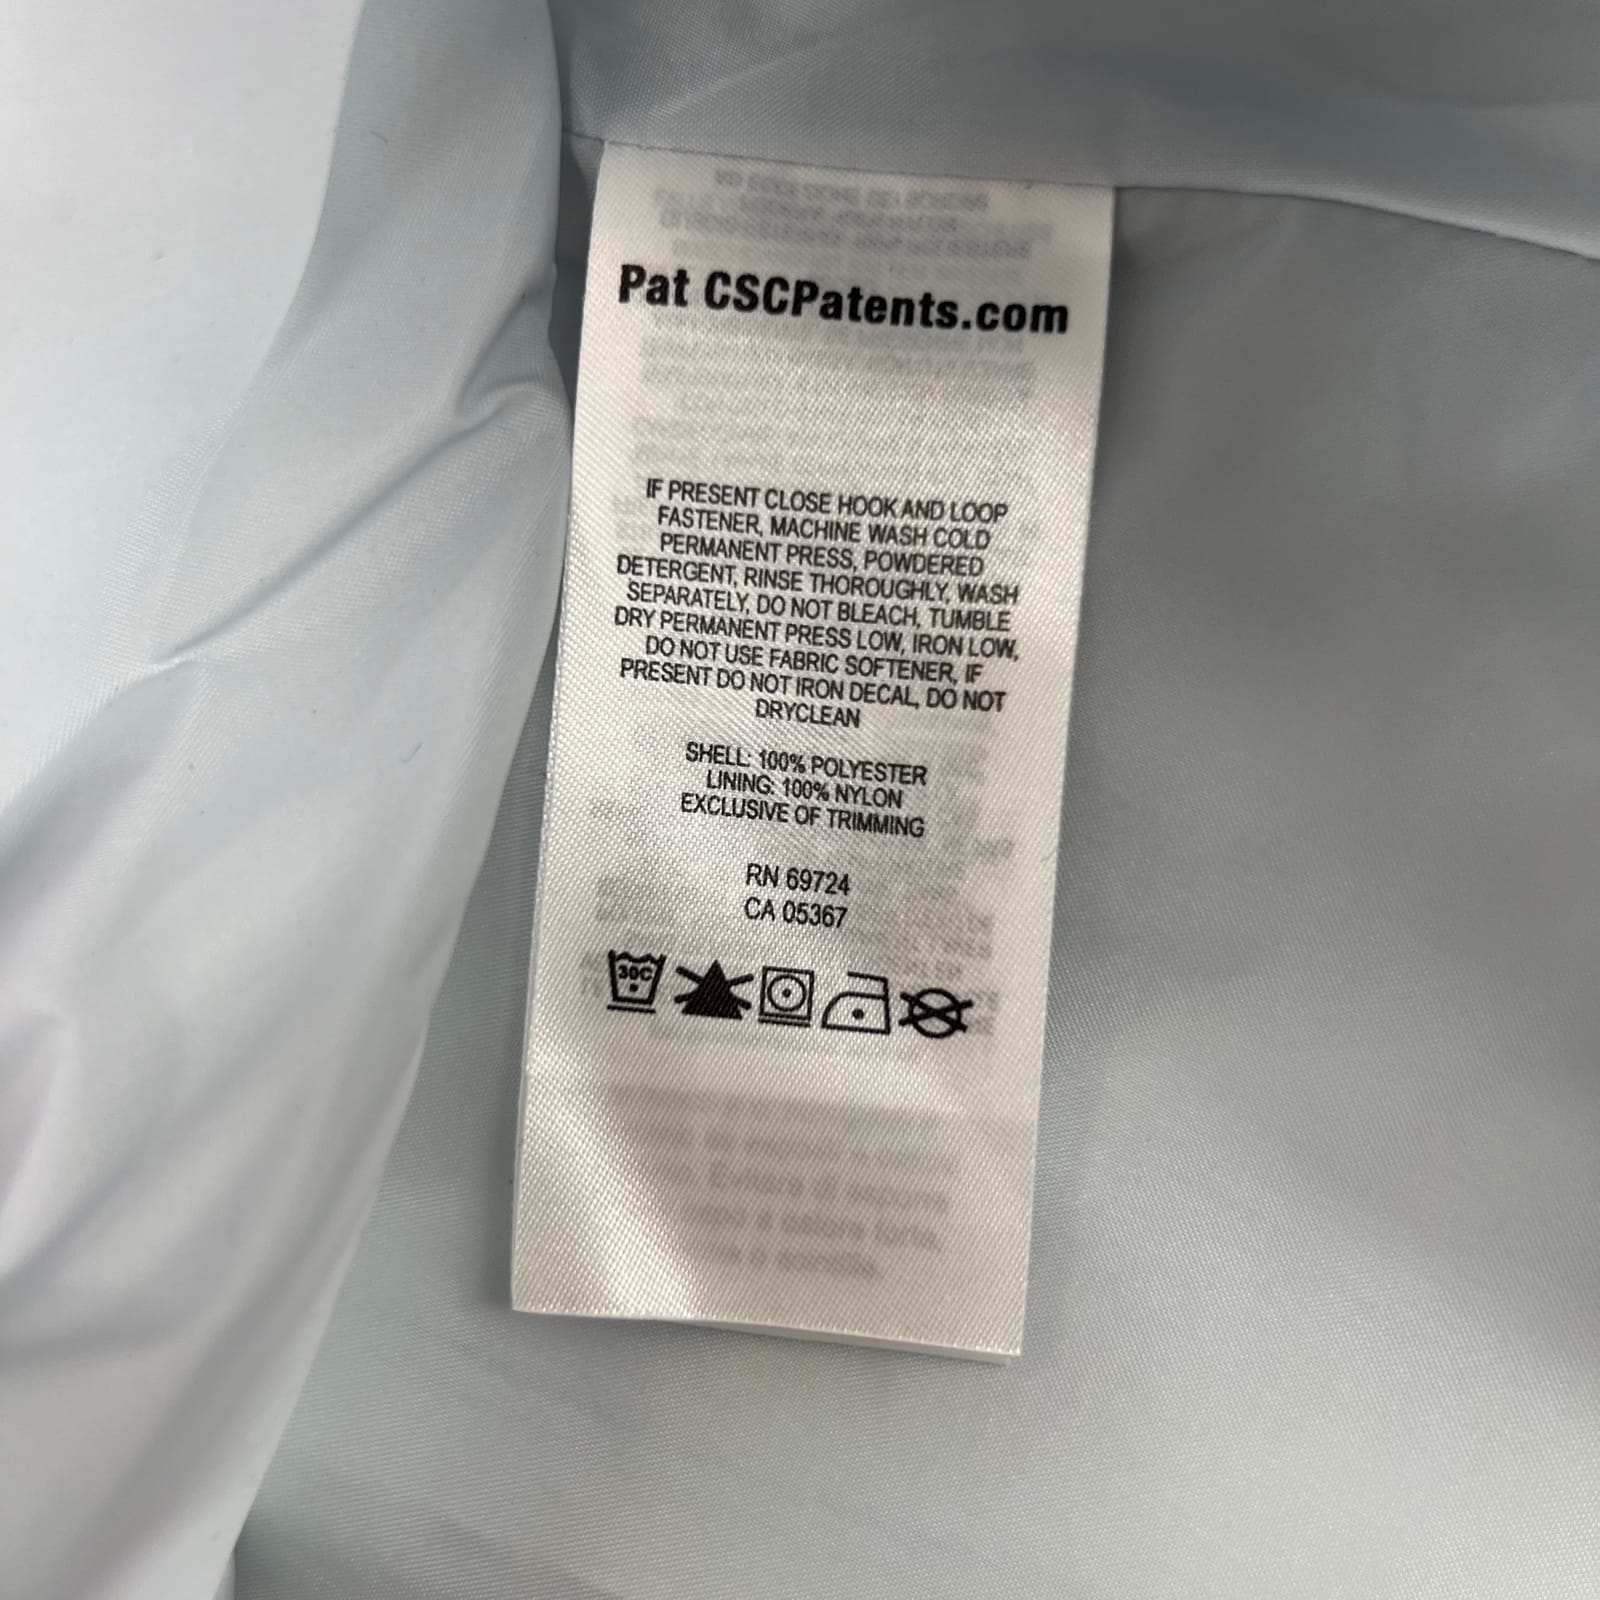 Pat CSCPatents.com
IF PRESENT CLOSE HOOK AND LOOP
FASTENER, MACHINE WASH COLD
PERMANENT PRESS, POWDERED
DETERGENT, RINSE THOROUGHLY, WASH
SEPARATELY, DO NOT BLEACH, TUMBLE
DRY PERMANENT PRESS LOW, IRON LOW,
DO NOT USE FABRIC SOFTENER, IF
PRESENT DO NOT IRON DECAL, DO NOT
DRYCLEAN
SHELL: 100% POLYESTER
LINING: 100% NYLON
EXCLUSIVE OF TRIMMING
RN 69724
CA 05367
30C